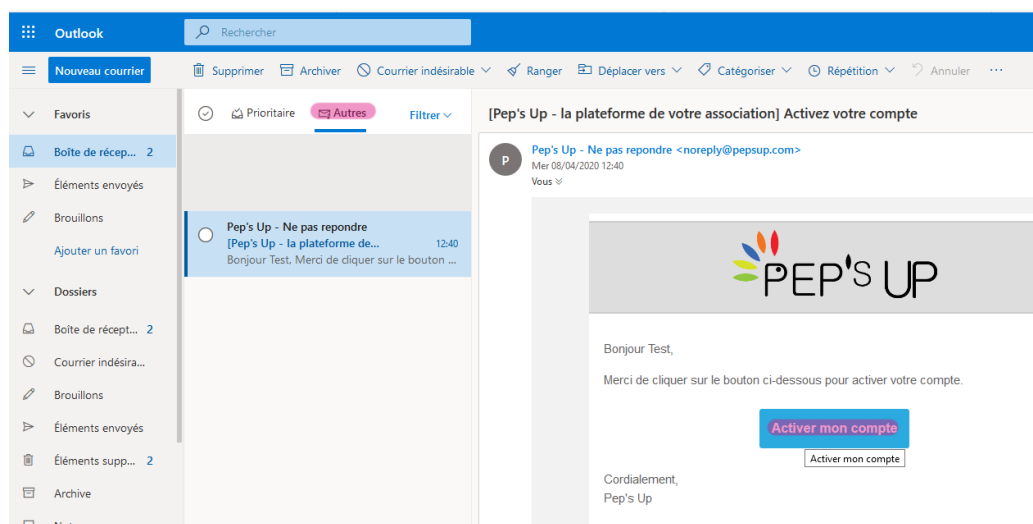 Outlook
Rechercher
Nouveau courrier
Supprimer Archiver Courrier indésirable Ranger Déplacer vers Catégoriser Répétition Annuler ...
Favoris
Boîte de récep... 2
Éléments envoyés
Brouillons
Ajouter un favori
Dossiers
Boîte de récept... 2
Courrier indésira...
Brouillons
Éléments envoyés
Éléments supp... 2
Archive
Prioritaire Autres Filtrer
Pep's Up - Ne pas repondre
[Pep's Up - la plateforme de... 12:40
Bonjour Test, Merci de cliquer sur le bouton ...
[Pep's Up - la plateforme de votre association] Activez votre compte
P
Pep's Up - Ne pas repondre <noreply@pepsup.com>
Mer 08/04/2020 12:40
Vous
PEP'S UP
Bonjour Test,
Merci de cliquer sur le bouton ci-dessous pour activer votre compte.
Activer mon compte
Activer mon compte
Cordialement,
Pep's Up